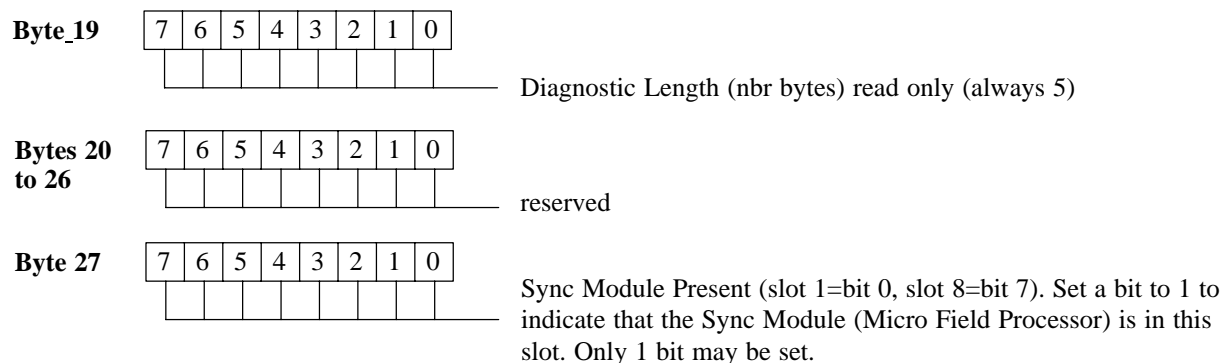 Byte 19
7 6 5 4 3 2 1 0
Diagnostic Length (nbr bytes) read only (always 5)
Bytes 20
to 26
7 6 5 4 3 2 1 0
reserved
Byte 27
7 6 5 4 3 2 1 0
Sync Module Present (slot 1=bit 0, slot 8=bit 7). Set a bit to 1 to
indicate that the Sync Module (Micro Field Processor) is in this
slot. Only 1 bit may be set.